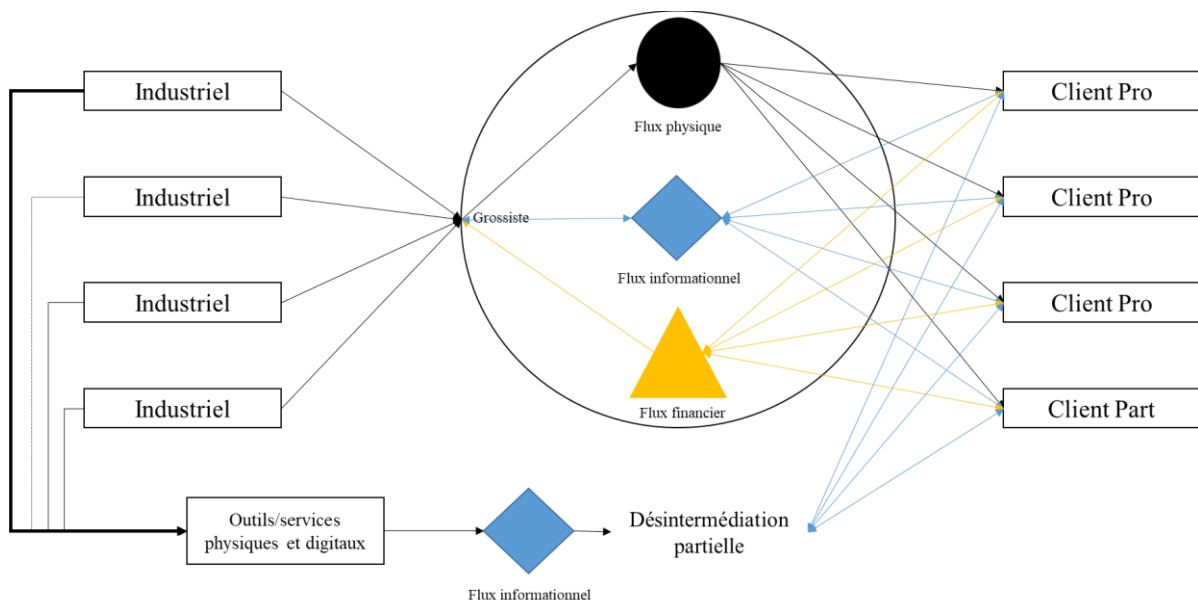 Industriel
Client Pro
Flux physique
Industriel
Client Pro
Grossiste
Flux informationnel
Industriel
Client Pro
Industriel
Flux financier
Client Part
Outils/services
physiques et digitaux
Désintermédiation
partielle
Flux informationnel